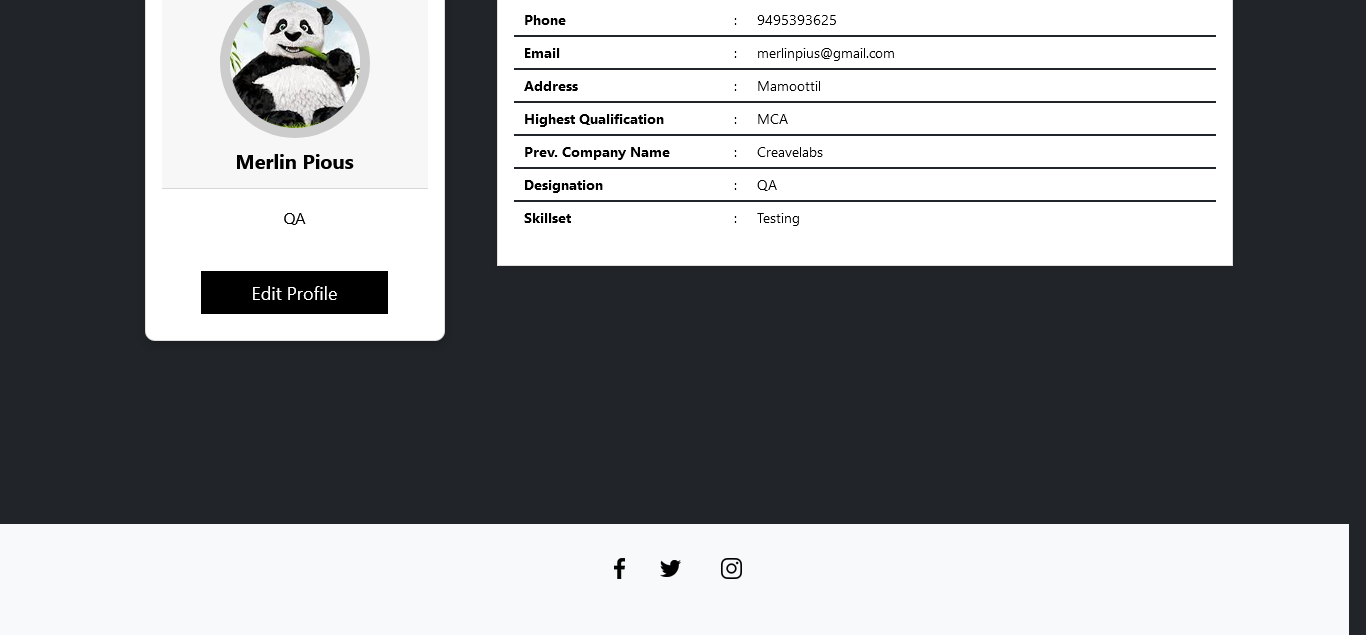 Merlin Pious
QA
Edit Profile
Phone : 9495393625
Email : merlinpius@gmail.com
Address : Mamoottil
Highest Qualification : MCA
Prev. Company Name : Creavelabs
Designation : QA
Skillset : Testing